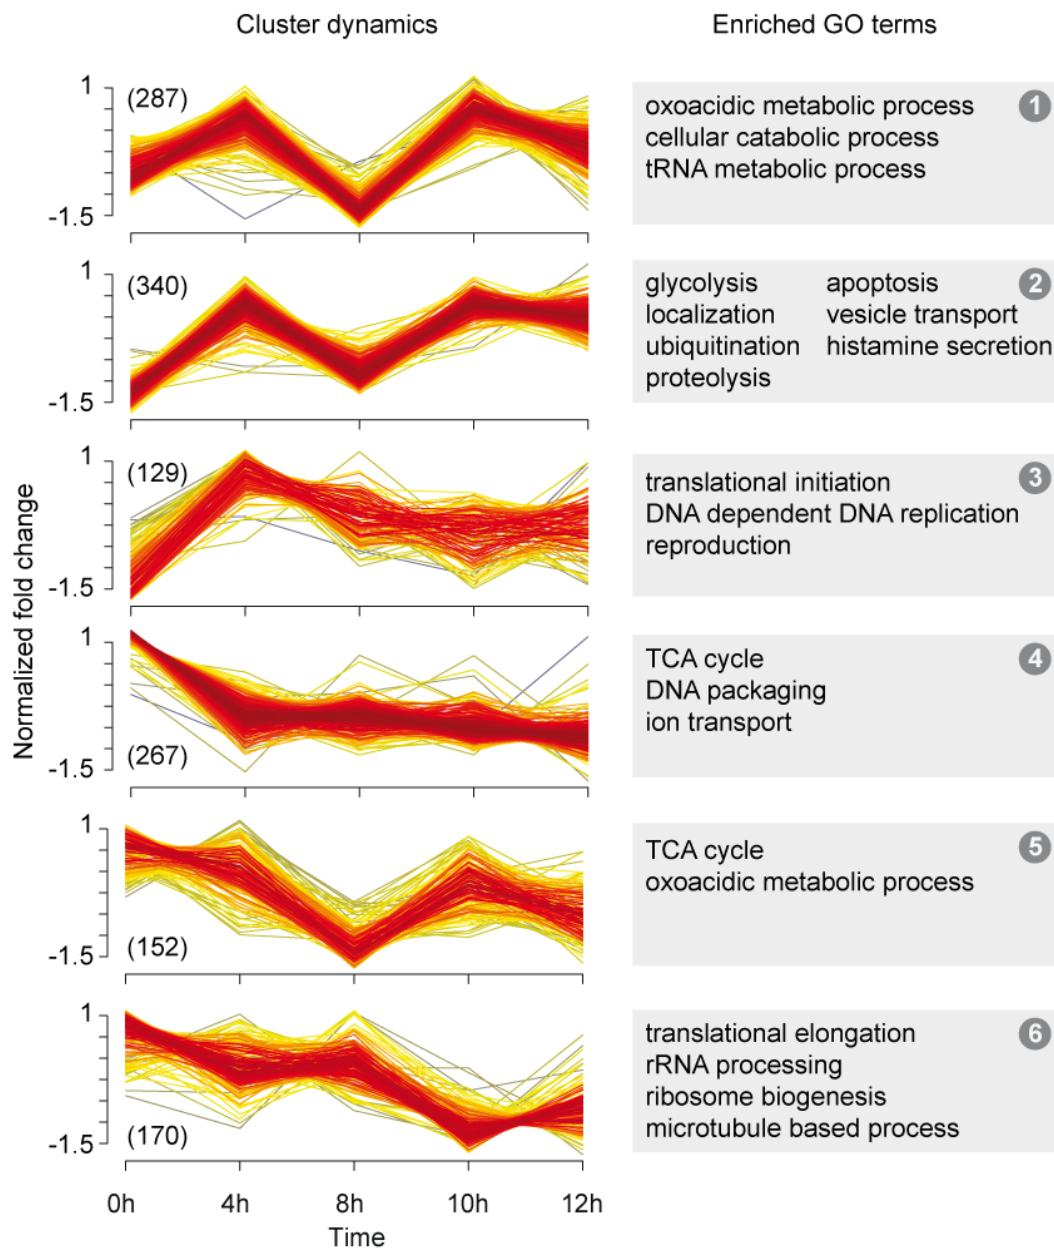 Cluster dynamics
Enriched GO terms
Normalized fold change
1
-1.5
(287)
oxoacidic metabolic process
cellular catabolic process
tRNA metabolic process
1
1
-1.5
(340)
glycolysis apoptosis
localization vesicle transport
ubiquitination histamine secretion
proteolysis
2
1
-1.5
(129)
translational initiation
DNA dependent DNA replication
reproduction
3
1
-1.5
(267)
TCA cycle
DNA packaging
ion transport
4
1
-1.5
(152)
TCA cycle
oxoacidic metabolic process
5
1
-1.5
(170)
translational elongation
rRNA processing
ribosome biogenesis
microtubule based process
6
0h 4h 8h 10h 12h
Time